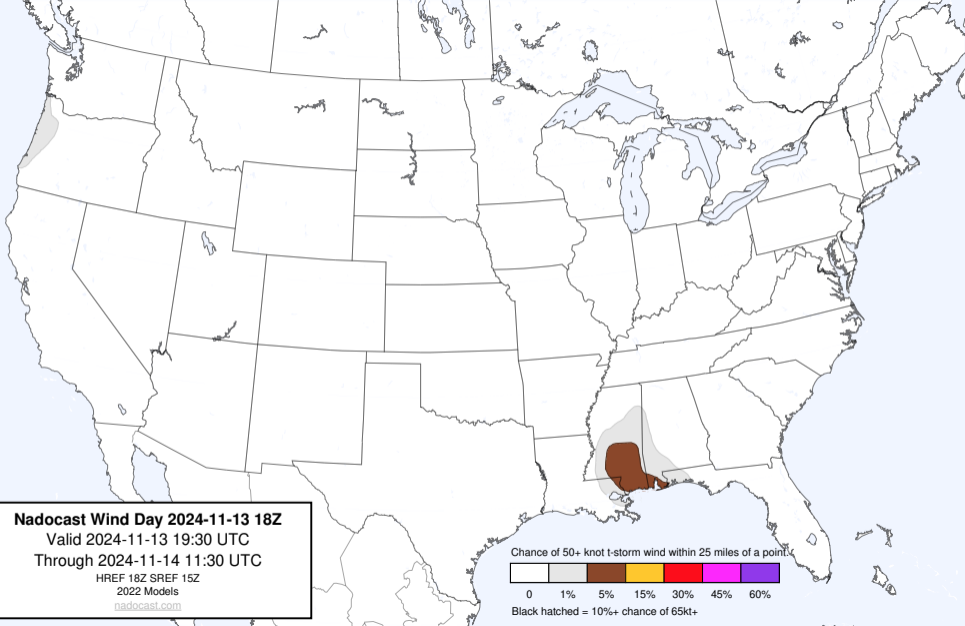 Nadocast Wind Day 2024-11-13 18Z
Valid 2024-11-13 19:30 UTC
Through 2024-11-14 11:30 UTC
HREF 18Z SREF 15Z
2022 Models
nadocast.com
Chance of 50+ knot t-storm wind within 25 miles of a point.
0 1% 5% 15% 30% 45% 60%
Black hatched = 10%+ chance of 65kt+